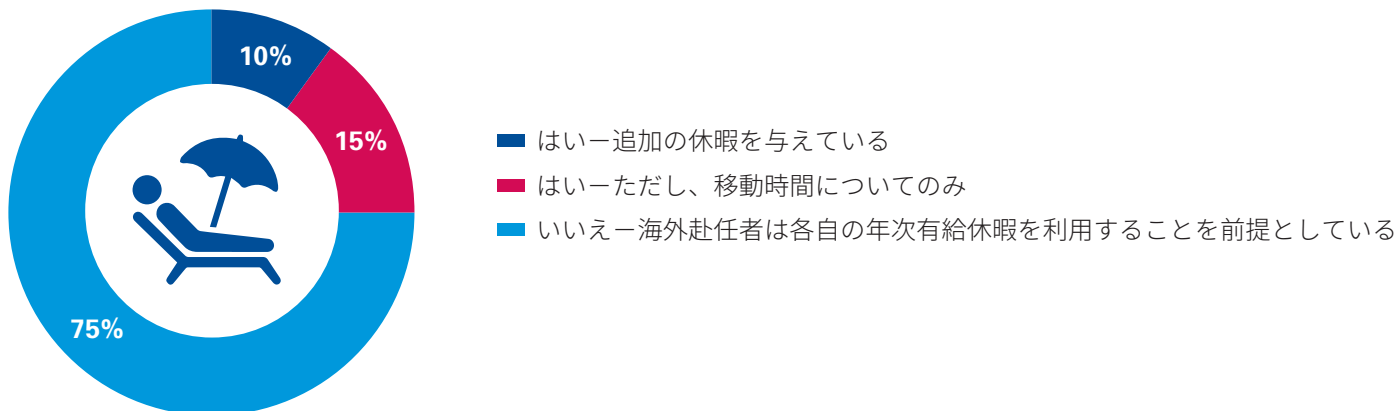 10%
15%
75%
はいー追加の休暇を与えている
はいーただし、移動時間についてのみ
いいえー海外赴任者は各自の年次有給休暇を利用することを前提としている